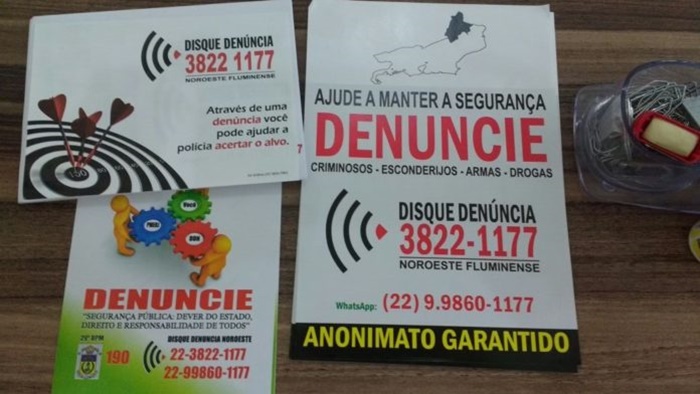 DISQUE DENÚNCIA
3822 1177
NOROESTE FLUMINENSE
Através de uma
denúncia você
pode ajudar a
polícia acertar o alvo.
Você
DENUNCIE
"SEGURANÇA PÚBLICA: DEVER DO ESTADO,
DIREITO E RESPONSABILIDADE DE TODOS"
29º BPM
190
DISQUE DENUNCIA NOROESTE
22-3822-1177
22-99860-1177
AJUDE A MANTER A SEGURANÇA
DENUNCIE
CRIMINOSOS - ESCONDERIJOS - ARMAS - DROGAS
DISQUE DENÚNCIA
3822-1177
NOROESTE FLUMINENSE
WhatsApp: (22) 9.9860-1177
ANONIMATO GARANTIDO